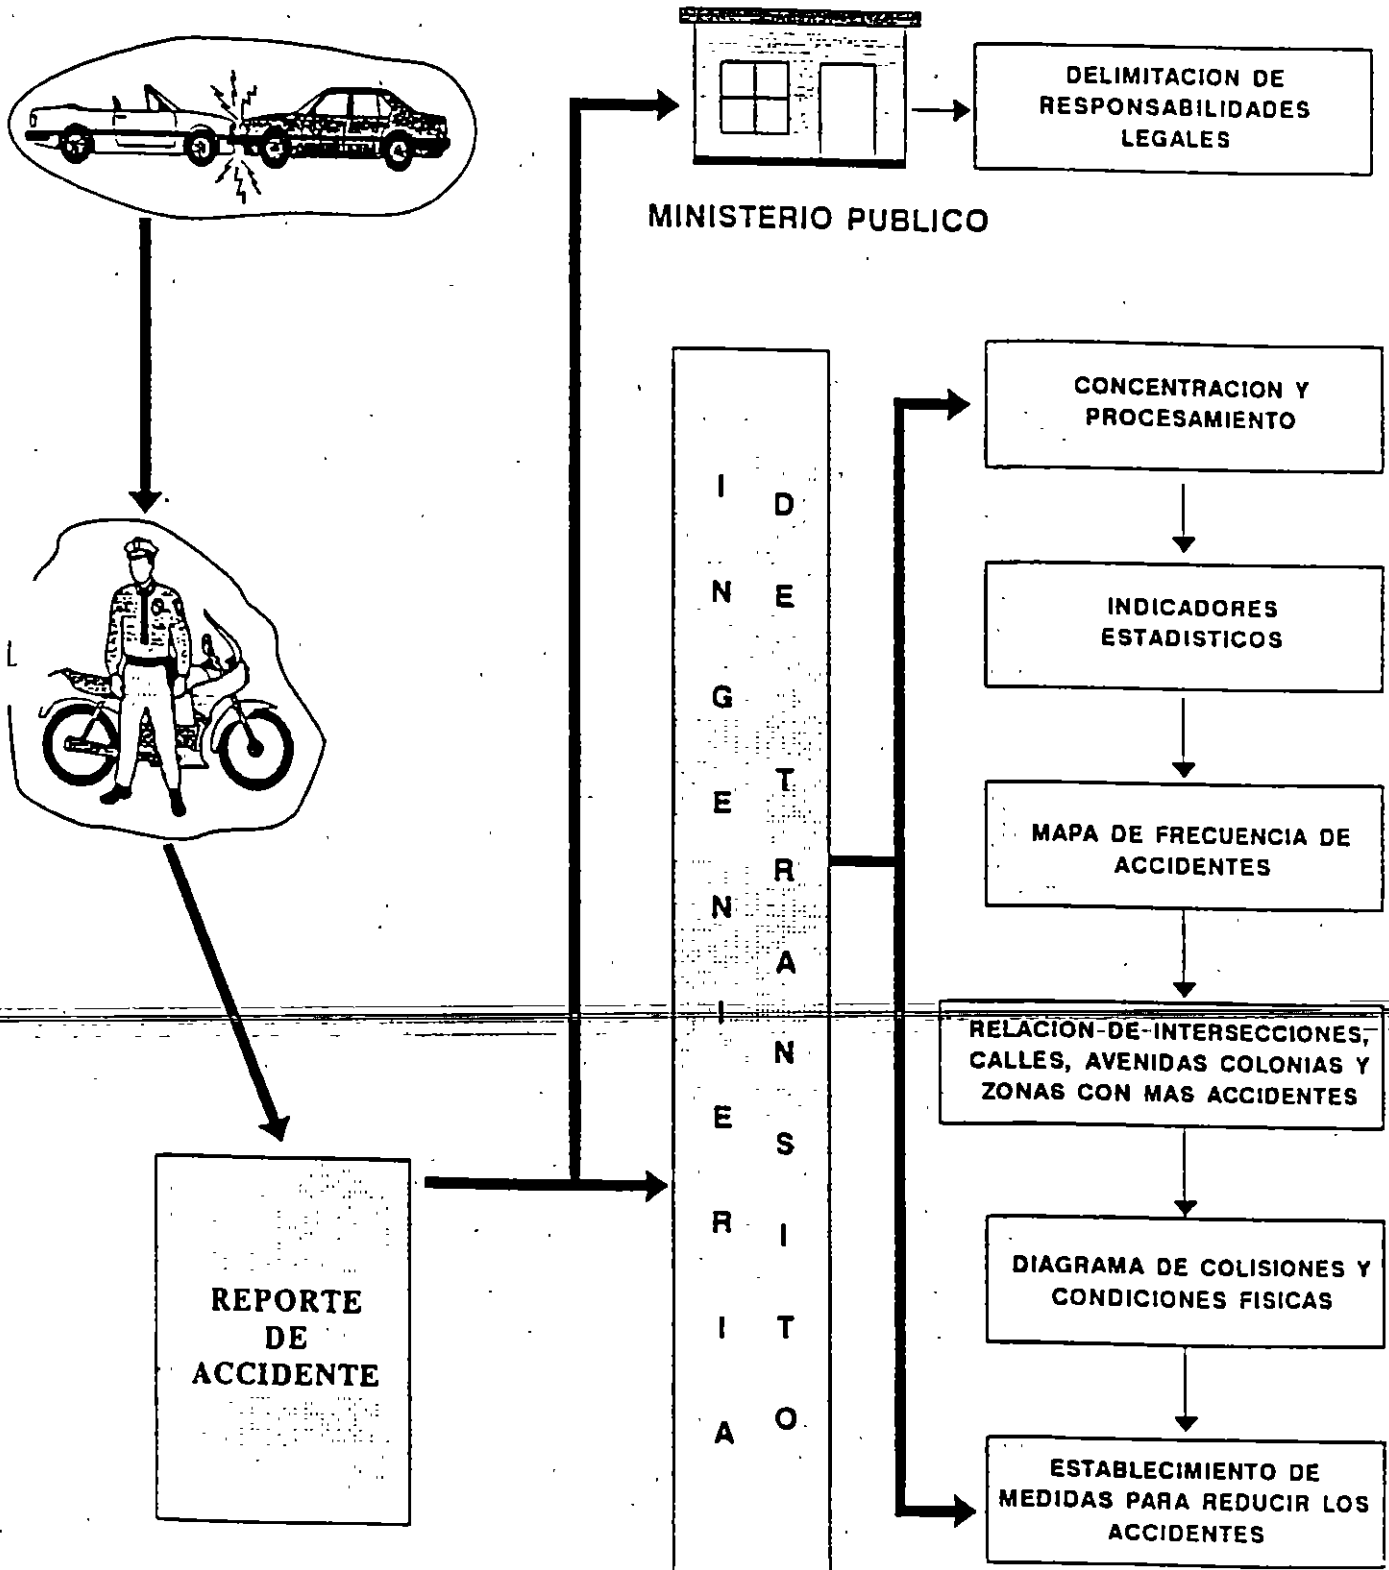 DELIMITACION DE
RESPONSABILIDADES
LEGALES
MINISTERIO PUBLICO
CONCENTRACION Y
PROCESAMIENTO
INGENIERIA
DE TRANSITO
INDICADORES
ESTADISTICOS
MAPA DE FRECUENCIA DE
ACCIDENTES
RELACION-DE-INTERSECCIONES,
CALLES, AVENIDAS COLONIAS Y
ZONAS CON MAS ACCIDENTES
REPORTE
DE
ACCIDENTE
DIAGRAMA DE COLISIONES Y
CONDICIONES FISICAS
ESTABLECIMIENTO DE
MEDIDAS PARA REDUCIR LOS
ACCIDENTES